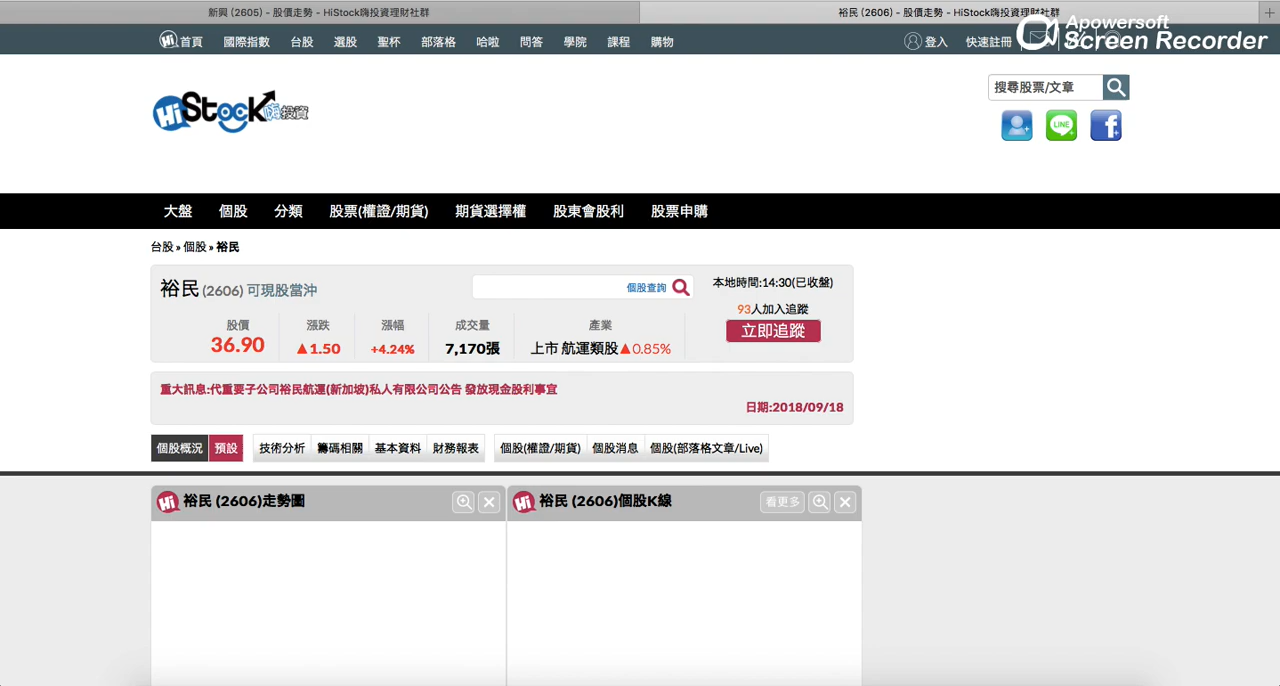 新興 (2605) - 股價走勢 - HiStock嗨投資理財社群
裕民 (2606) - 股價走勢 - HiStock嗨投資理財社群
Apowersoft
Screen Recorder
Hi 首頁 國際指數 台股 選股 聖杯 部落格 哈啦 問答 學院 課程 購物 登入 快速註冊
HiStock嗨投資
搜尋股票/文章
LINE
大盤 個股 分類 股票(權證/期貨) 期貨選擇權 股東會股利 股票申購
台股 » 個股 » 裕民
裕民 (2606) 可現股當沖
個股查詢
本地時間:14:30(已收盤)
93人加入追蹤
立即追蹤
股價 漲跌 漲幅 成交量 產業
36.90 ▲1.50 +4.24% 7,170張 上市 航運類股▲0.85%
重大訊息:代重要子公司裕民航運(新加坡)私人有限公司公告 發放現金股利事宜
日期:2018/09/18
個股概況 預設 技術分析 籌碼相關 基本資料 財務報表 個股(權證/期貨) 個股消息 個股(部落格文章/Live)
Hi 裕民 (2606)走勢圖
Hi 裕民 (2606)個股K線 看更多